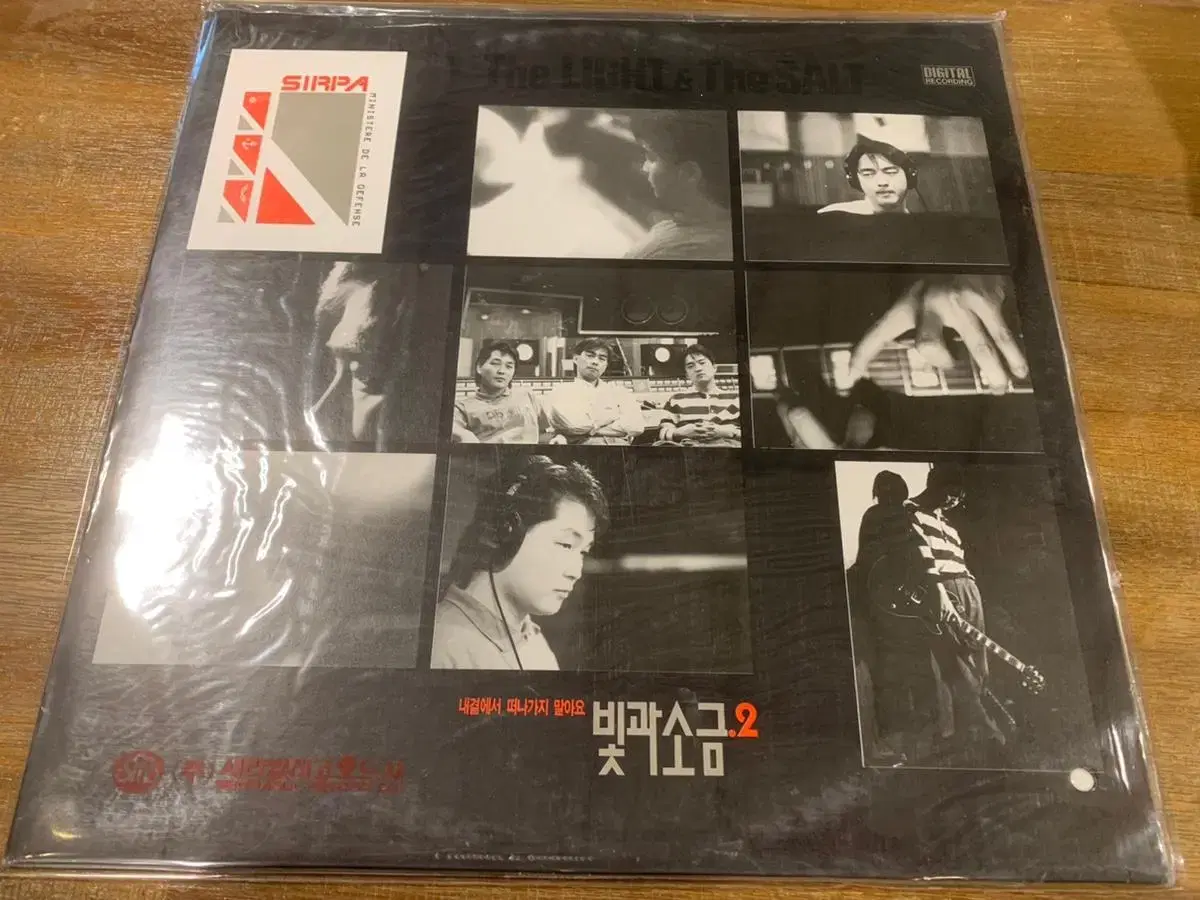 SIRPA
MINISTERE DE LA DEFENSE
The LIGHT & The SALT
DIGITAL
RECORDING
내결에서 떠나가지 말아요
빛과소금.2